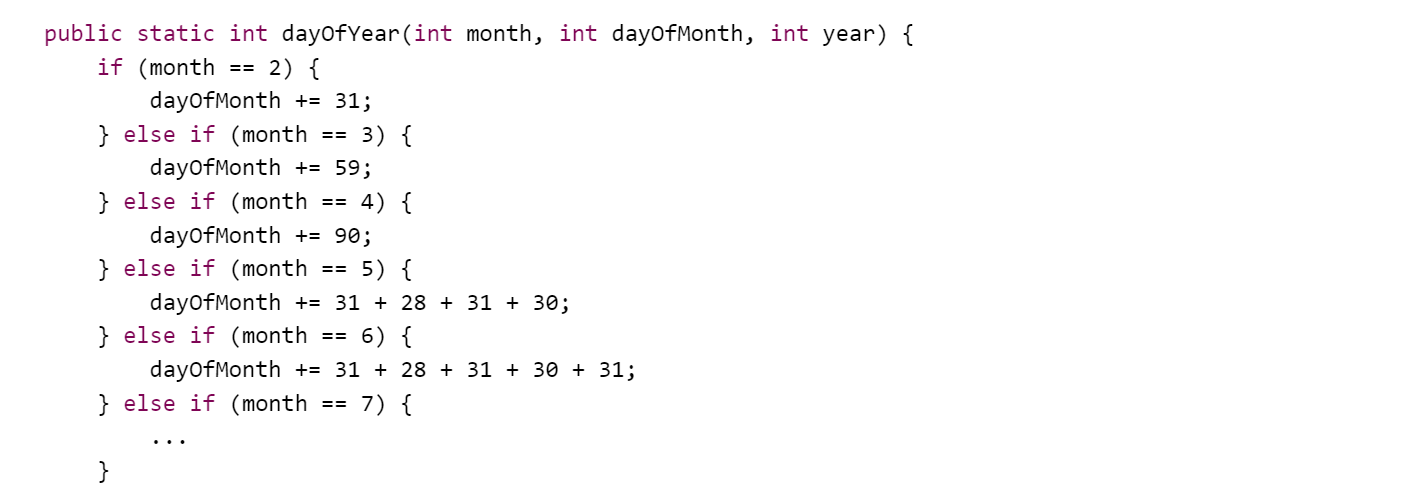 public static int dayOfYear(int month, int dayOfMonth, int year) {
    if (month == 2) {
        dayOfMonth += 31;
    } else if (month == 3) {
        dayOfMonth += 59;
    } else if (month == 4) {
        dayOfMonth += 90;
    } else if (month == 5) {
        dayOfMonth += 31 + 28 + 31 + 30;
    } else if (month == 6) {
        dayOfMonth += 31 + 28 + 31 + 30 + 31;
    } else if (month == 7) {
        ...
    }